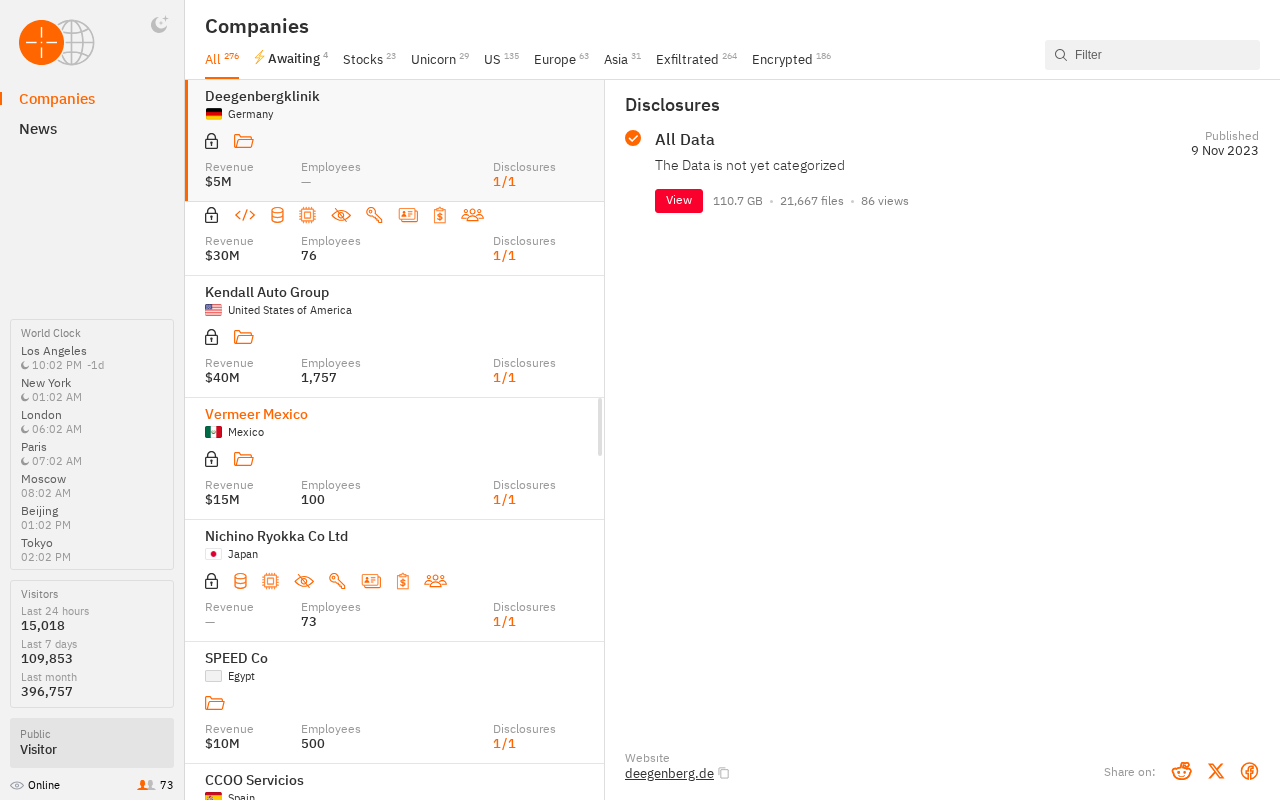 Companies
News
World Clock
Los Angeles
10:02 PM -1d
New York
01:02 AM
London
06:02 AM
Paris
07:02 AM
Moscow
08:02 AM
Beijing
01:02 PM
Tokyo
02:02 PM
Visitors
Last 24 hours
15,018
Last 7 days
109,853
Last month
396,757
Public
Visitor
Online 73
Companies
All 276 Awaiting 4 Stocks 23 Unicorn 29 US 135 Europe 63 Asia 31 Exfiltrated 264 Encrypted 186
Filter
Deegenbergklinik
Germany
Revenue Employees Disclosures
$5M — 1/1
Revenue Employees Disclosures
$30M 76 1/1
Kendall Auto Group
United States of America
Revenue Employees Disclosures
$40M 1,757 1/1
Vermeer Mexico
Mexico
Revenue Employees Disclosures
$15M 100 1/1
Nichino Ryokka Co Ltd
Japan
Revenue Employees Disclosures
— 73 1/1
SPEED Co
Egypt
Revenue Employees Disclosures
$10M 500 1/1
CCOO Servicios
Spain
Disclosures
All Data
The Data is not yet categorized
Published
9 Nov 2023
View 110.7 GB • 21,667 files • 86 views
Website
deegenberg.de
Share on: